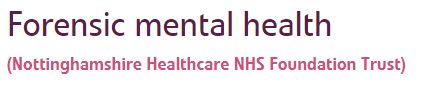 Forensic mental health
(Nottinghamshire Healthcare NHS Foundation Trust)